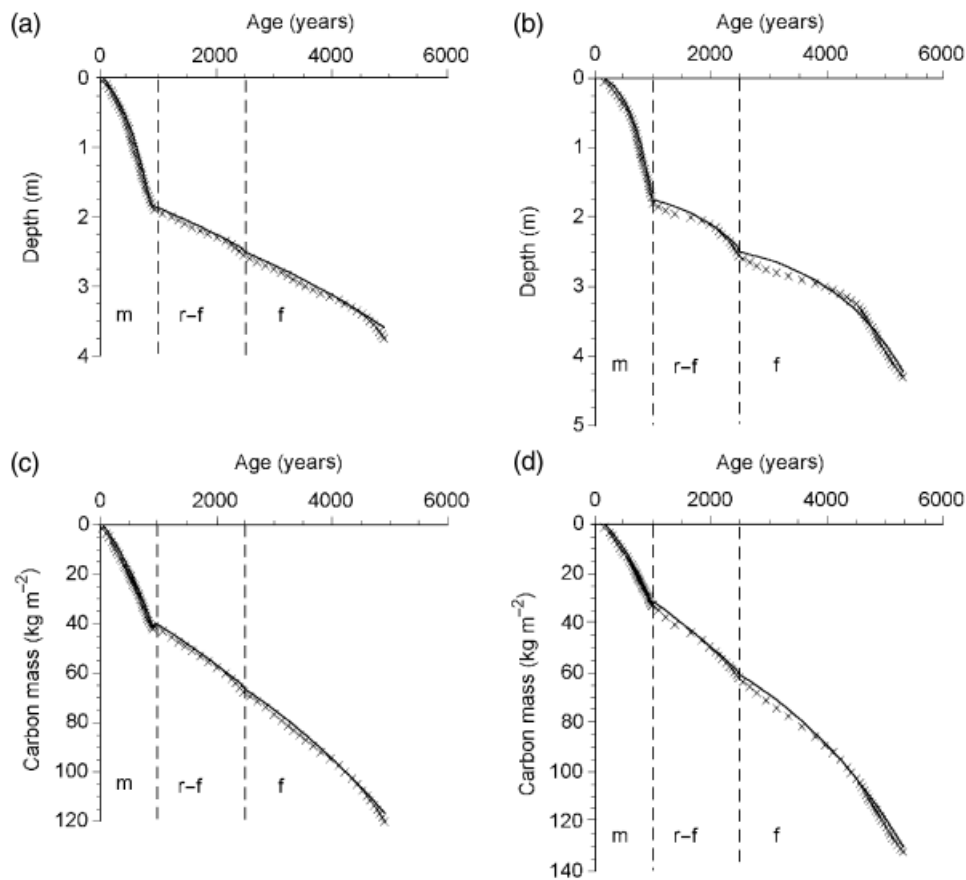 (a)
Age (years)
0 2000 4000 6000
0
1
2
3
4
Depth (m)
m r–f f
(b)
Age (years)
0 2000 4000 6000
0
1
2
3
4
5
Depth (m)
m r–f f
(c)
Age (years)
0 2000 4000 6000
0
20
40
60
80
100
120
Carbon mass (kg m⁻²)
m r–f f
(d)
Age (years)
0 2000 4000 6000
0
20
40
60
80
100
120
140
Carbon mass (kg m⁻²)
m r–f f